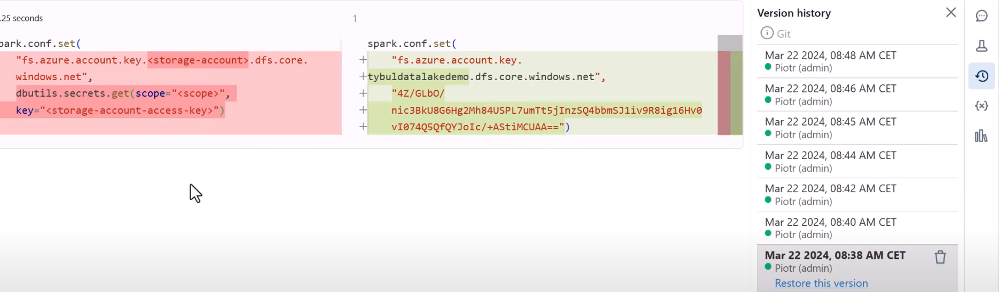 .25 seconds
1
park.conf.set(
"fs.azure.account.key.<storage-account>.dfs.core.
windows.net",
dbutils.secrets.get(scope="<scope>",
key="<storage-account-access-key>")
spark.conf.set(
+ "fs.azure.account.key.
+tybuldatalakedemo.dfs.core.windows.net",
+ "4Z/GLbO/
+ nic3BkU8G6Hg2Mh84USPL7umTt5jInzSQ4bbmSJ1iv9R8ig16Hv0
+ vI074Q5QfQYJoIc/+AStiMCUAA==")
Version history
Git
Mar 22 2024, 08:48 AM CET
Piotr (admin)
Mar 22 2024, 08:46 AM CET
Piotr (admin)
Mar 22 2024, 08:45 AM CET
Piotr (admin)
Mar 22 2024, 08:44 AM CET
Piotr (admin)
Mar 22 2024, 08:42 AM CET
Piotr (admin)
Mar 22 2024, 08:40 AM CET
Piotr (admin)
Mar 22 2024, 08:38 AM CET
Piotr (admin)
Restore this version